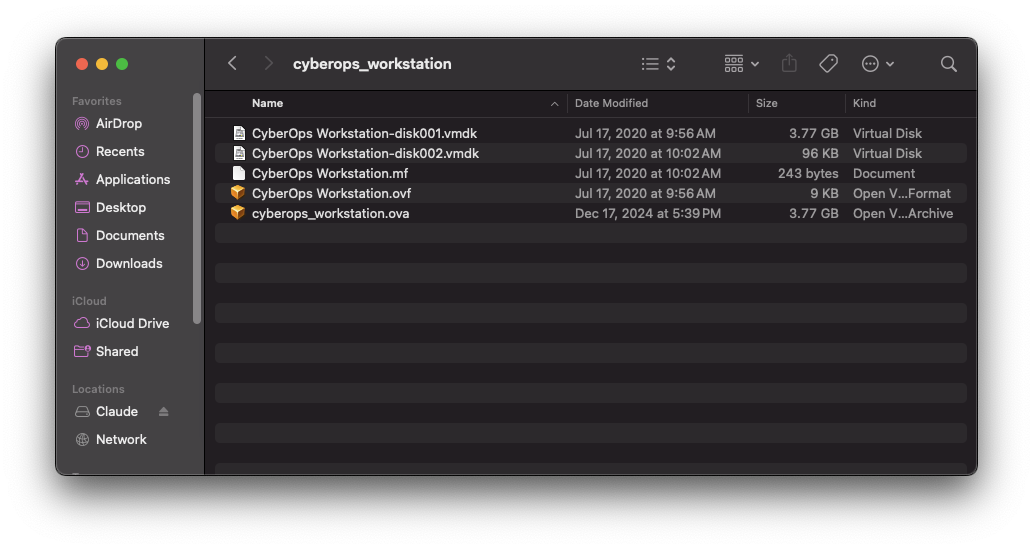 cyberops_workstation
Favorites
AirDrop
Recents
Applications
Desktop
Documents
Downloads
iCloud
iCloud Drive
Shared
Locations
Claude
Network
Name Date Modified Size Kind
CyberOps Workstation-disk001.vmdk Jul 17, 2020 at 9:56 AM 3.77 GB Virtual Disk
CyberOps Workstation-disk002.vmdk Jul 17, 2020 at 10:02 AM 96 KB Virtual Disk
CyberOps Workstation.mf Jul 17, 2020 at 10:02 AM 243 bytes Document
CyberOps Workstation.ovf Jul 17, 2020 at 9:56 AM 9 KB Open V...Format
cyberops_workstation.ova Dec 17, 2024 at 5:39 PM 3.77 GB Open V...Archive